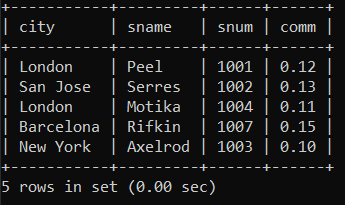 +-----------+---------+------+------+
| city      | sname   | snum | comm |
+-----------+---------+------+------+
| London    | Peel    | 1001 | 0.12 |
| San Jose  | Serres  | 1002 | 0.13 |
| London    | Motika  | 1004 | 0.11 |
| Barcelona | Rifkin  | 1007 | 0.15 |
| New York  | Axelrod | 1003 | 0.10 |
+-----------+---------+------+------+
5 rows in set (0.00 sec)